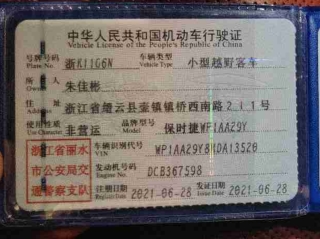 中华人民共和国机动车行驶证
Vehicle License of the People's Republic of China
号牌号码 浙K11G6N 车辆类型 小型越野客车
Plate No. Vehicle Type
所有人 朱佳彬
Owner
住址 浙江省缙云县壶镇镇桥西南路211号
Address
使用性质 非营运 品牌型号 保时捷WP1AA29Y
Use Character Model
浙江省丽水市公安局交通警察支队
车辆识别代号 WP1AA29Y8MDA13520
VIN
发动机号码 DCB367598
Engine No.
注册日期 2021-06-28 发证日期 2021-06-28
Register Date Issue Date